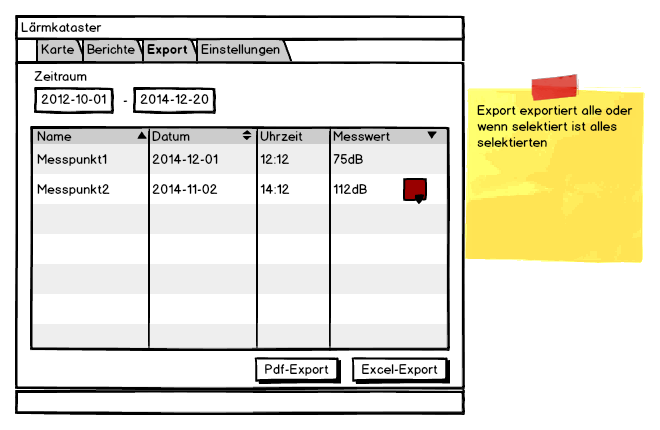 Lärmkataster
Karte Berichte Export Einstellungen
Zeitraum
2012-10-01 - 2014-12-20
Name Datum Uhrzeit Messwert
Messpunkt1 2014-12-01 12:12 75dB
Messpunkt2 2014-11-02 14:12 112dB
Pdf-Export Excel-Export
Export exportiert alle oder
wenn selektiert ist alles
selektierten